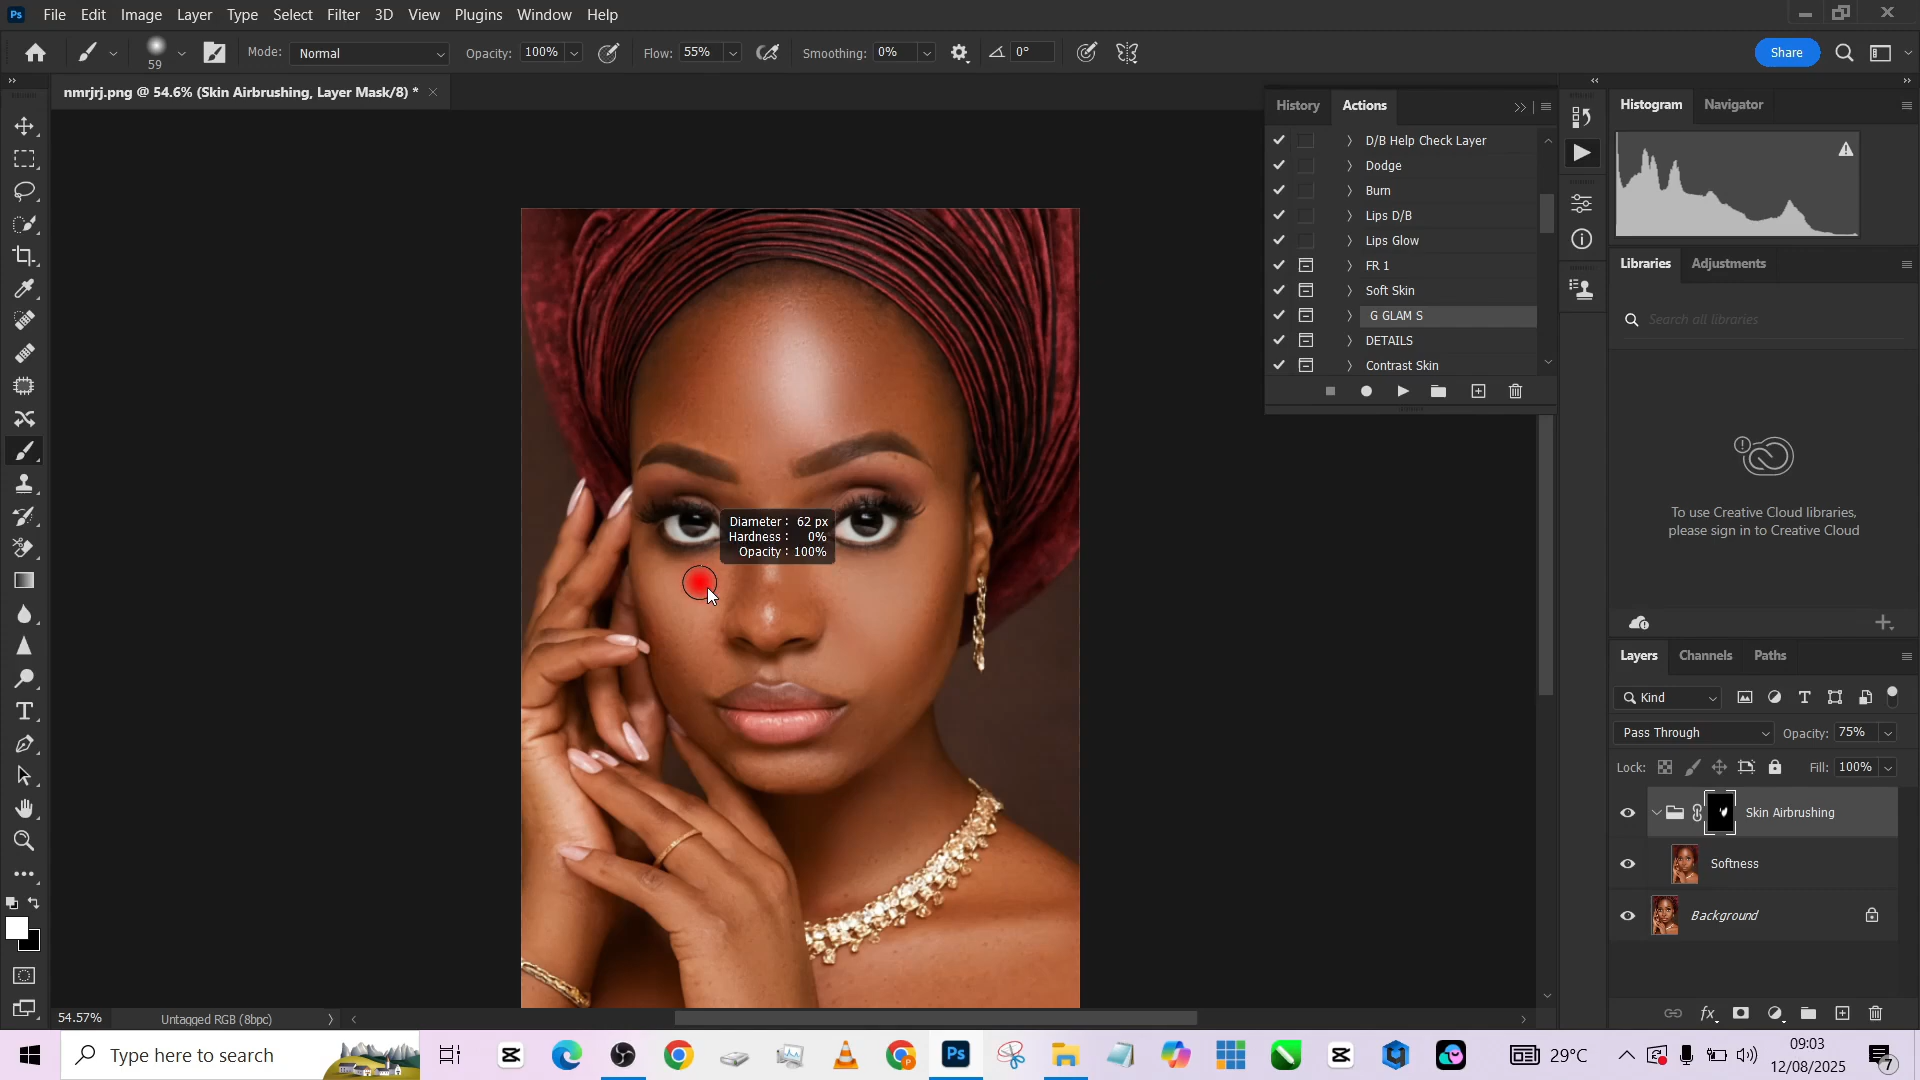 Ps File Edit Image Layer Type Select Filter 3D View Plugins Window Help
59 Mode: Normal Opacity: 100% Flow: 55% Smoothing: 0% 0° Share
nmrjrj.png @ 54.6% (Skin Airbrushing, Layer Mask/8) *
History Actions
D/B Help Check Layer
Dodge
Burn
Lips D/B
Lips Glow
FR 1
Soft Skin
G GLAM S
DETAILS
Contrast Skin
Histogram Navigator
Libraries Adjustments
Search all libraries
To use Creative Cloud libraries,
please sign in to Creative Cloud
Diameter: 62 px
Hardness: 0%
Opacity: 100%
Layers Channels Paths
Kind
Pass Through Opacity: 75%
Lock: Fill: 100%
Skin Airbrushing
Softness
Background
54.57% Untagged RGB (8bpc)
Type here to search
Ps
29°C
09:03
12/08/2025
7